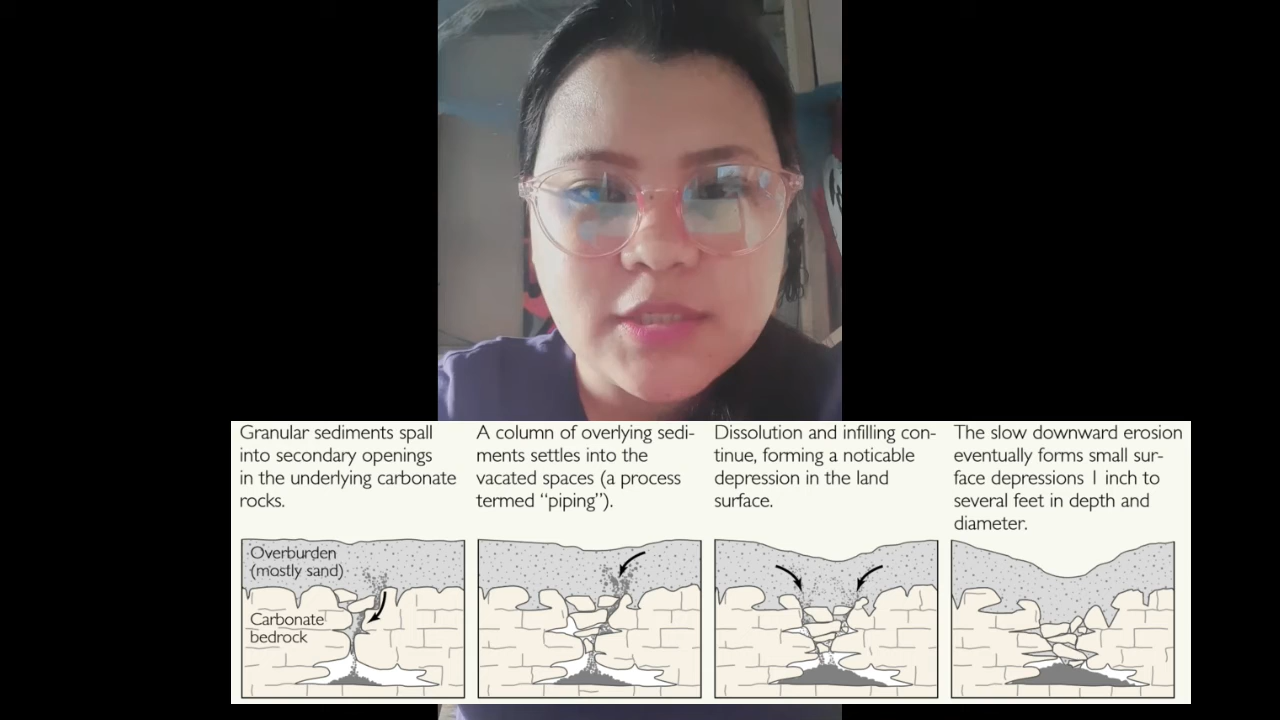 Granular sediments spall
into secondary openings
in the underlying carbonate
rocks.
A column of overlying sedi-
ments settles into the
vacated spaces (a process
termed “piping”).
Dissolution and infilling con-
tinue, forming a noticable
depression in the land
surface.
The slow downward erosion
eventually forms small sur-
face depressions 1 inch to
several feet in depth and
diameter.
Overburden
(mostly sand)
Carbonate
bedrock